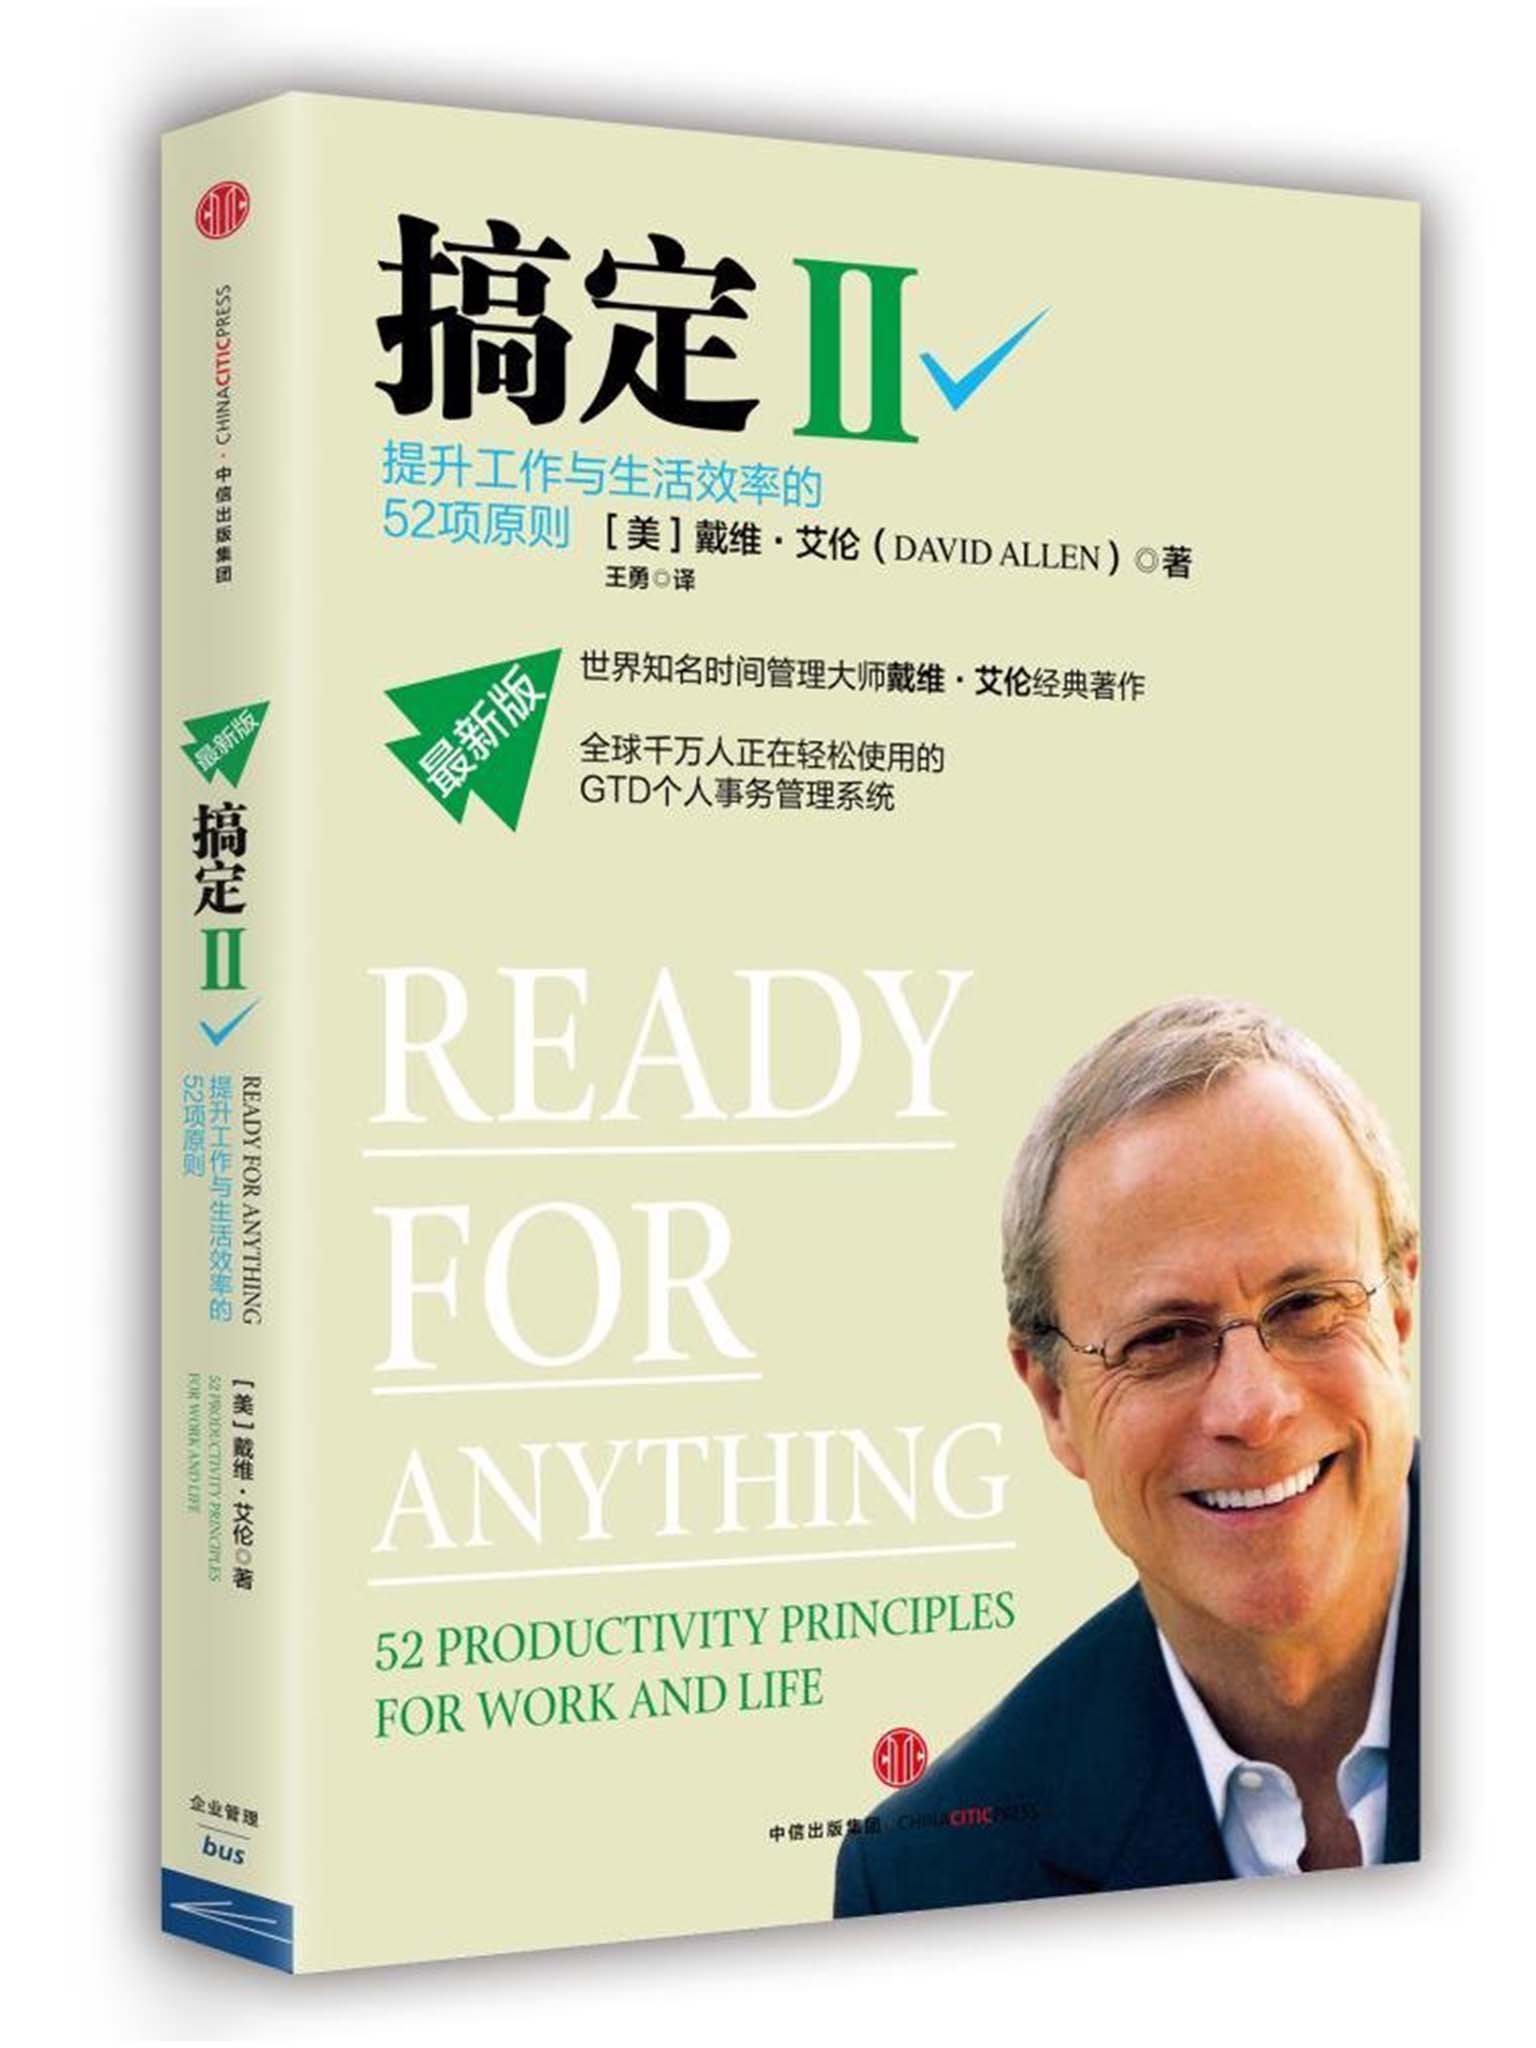 搞定 II
提升工作与生活效率的
52项原则
[美] 戴维·艾伦 (DAVID ALLEN) ◎著
王勇◎译
最新版
世界知名时间管理大师戴维·艾伦经典著作
全球千万人正在轻松使用的
GTD个人事务管理系统
READY
FOR
ANYTHING
52 PRODUCTIVITY PRINCIPLES
FOR WORK AND LIFE
中信出版集团·CHINACITICPRESS
CHINACITICPRESS·中信出版集团
最新版
搞定 II
READY FOR ANYTHING
提升工作与生活效率的
52项原则
[美] 戴维·艾伦◎著
52 PRODUCTIVITY PRINCIPLES
FOR WORK AND LIFE
企业管理
bus